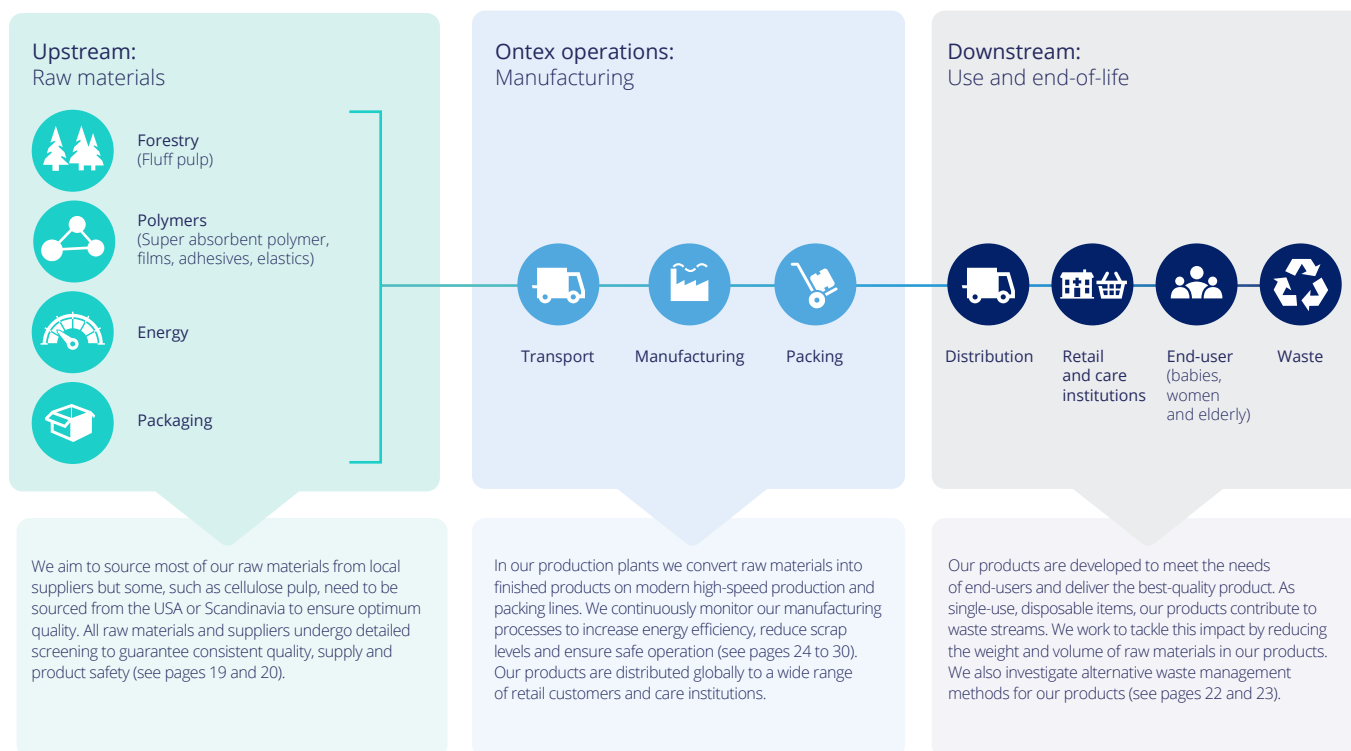 Upstream:
Raw materials
Forestry
(Fluff pulp)
Polymers
(Super absorbent polymer,
films, adhesives, elastics)
Energy
Packaging
Ontex operations:
Manufacturing
Transport
Manufacturing
Packing
Downstream:
Use and end-of-life
Distribution
Retail
and care
institutions
End-user
(babies,
women
and elderly)
Waste
We aim to source most of our raw materials from local
suppliers but some, such as cellulose pulp, need to be
sourced from the USA or Scandinavia to ensure optimum
quality. All raw materials and suppliers undergo detailed
screening to guarantee consistent quality, supply and
product safety (see pages 19 and 20).
In our production plants we convert raw materials into
finished products on modern high-speed production and
packing lines. We continuously monitor our manufacturing
processes to increase energy efficiency, reduce scrap
levels and ensure safe operation (see pages 24 to 30).
Our products are distributed globally to a wide range
of retail customers and care institutions.
Our products are developed to meet the needs
of end-users and deliver the best-quality product. As
single-use, disposable items, our products contribute to
waste streams. We work to tackle this impact by reducing
the weight and volume of raw materials in our products.
We also investigate alternative waste management
methods for our products (see pages 22 and 23).